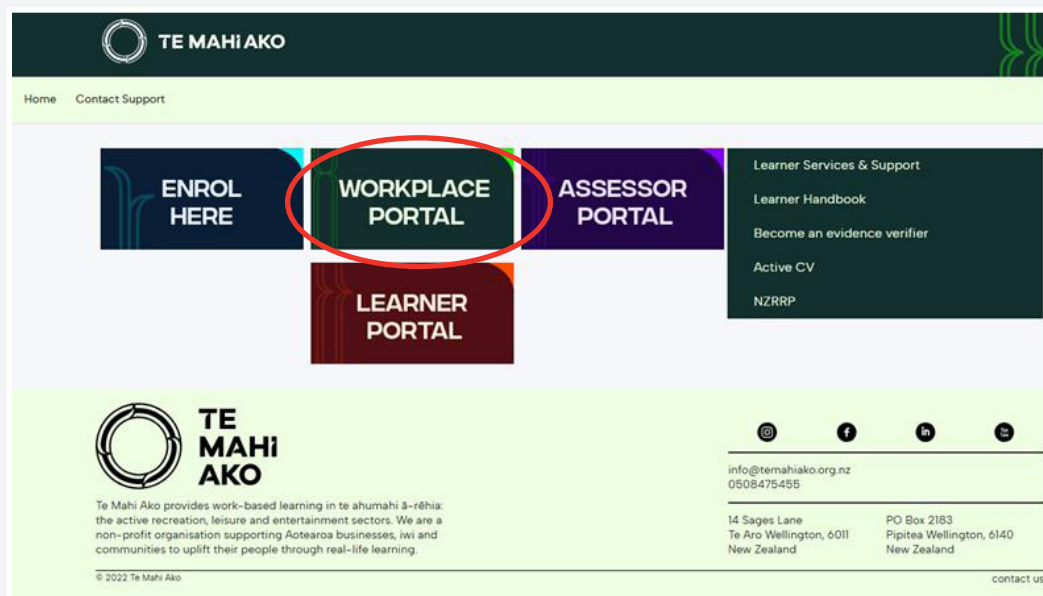 TE MAHi AKO
Home Contact Support
ENROL
HERE
WORKPLACE
PORTAL
ASSESSOR
PORTAL
LEARNER
PORTAL
Learner Services & Support
Learner Handbook
Become an evidence verifier
Active CV
NZRRP
TE
MAHi
AKO
Te Mahi Ako provides work-based learning in te ahumahi ā-rēhia:
the active recreation, leisure and entertainment sectors. We are a
non-profit organisation supporting Aotearoa businesses, iwi and
communities to uplift their people through real-life learning.
info@temahiako.org.nz
0508475455
14 Sages Lane
Te Aro Wellington, 6011
New Zealand
PO Box 2183
Pipitea Wellington, 6140
New Zealand
© 2022 Te Mahi Ako
contact us